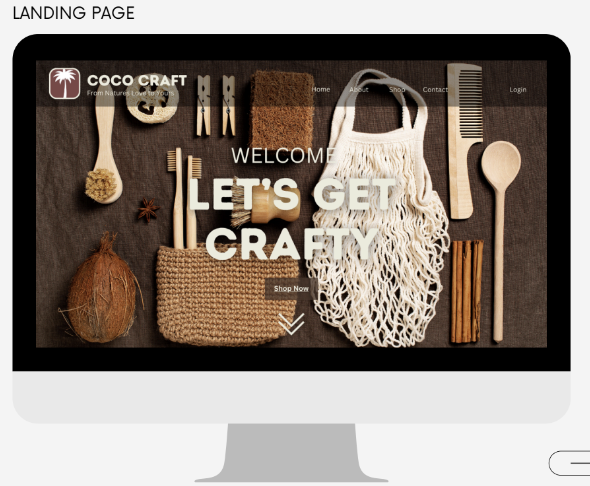 LANDING PAGE
COCO CRAFT
From Natures Love to Yours
Home About Shop Contact Login
WELCOME
LET'S GET
CRAFTY
Shop Now